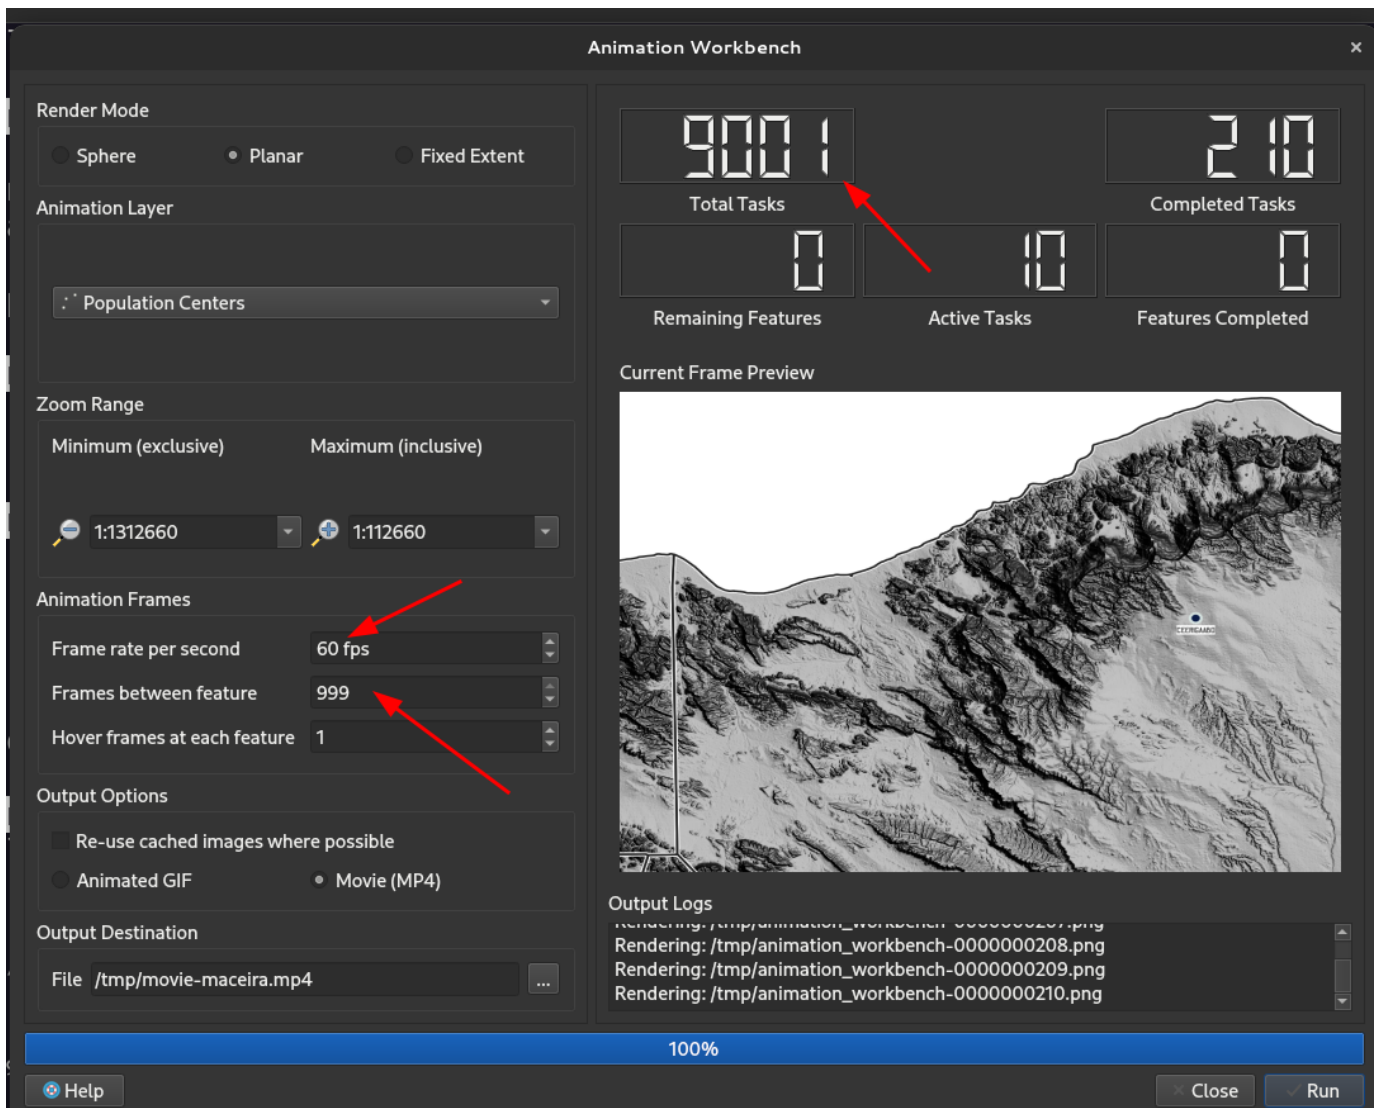 Animation Workbench
Render Mode
Sphere
Planar
Fixed Extent
Animation Layer
Population Centers
Zoom Range
Minimum (exclusive)
Maximum (inclusive)
1:1312660
1:112660
Animation Frames
Frame rate per second
60 fps
Frames between feature
999
Hover frames at each feature
1
Output Options
Re-use cached images where possible
Animated GIF
Movie (MP4)
Output Destination
File
/tmp/movie-maceira.mp4
...
9001
Total Tasks
210
Completed Tasks
0
Remaining Features
10
Active Tasks
0
Features Completed
Current Frame Preview
Output Logs
Rendering: /tmp/animation_workbench-0000000207.png
Rendering: /tmp/animation_workbench-0000000208.png
Rendering: /tmp/animation_workbench-0000000209.png
Rendering: /tmp/animation_workbench-0000000210.png
100%
Help
Close
Run